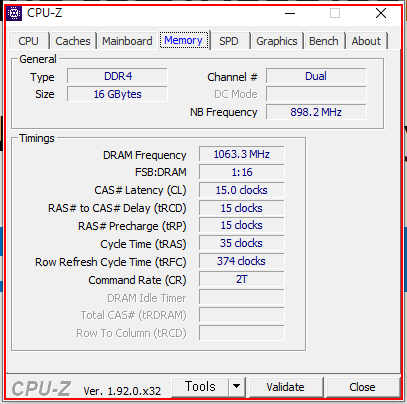 CPU-Z
CPU Caches Mainboard Memory SPD Graphics Bench About
General
Type DDR4 Channel # Dual
Size 16 GBytes DC Mode
NB Frequency 898.2 MHz
Timings
DRAM Frequency 1063.3 MHz
FSB:DRAM 1:16
CAS# Latency (CL) 15.0 clocks
RAS# to CAS# Delay (tRCD) 15 clocks
RAS# Precharge (tRP) 15 clocks
Cycle Time (tRAS) 35 clocks
Row Refresh Cycle Time (tRFC) 374 clocks
Command Rate (CR) 2T
DRAM Idle Timer
Total CAS# (tRDRAM)
Row To Column (tRCD)
CPU-Z Ver. 1.92.0.x32 Tools Validate Close